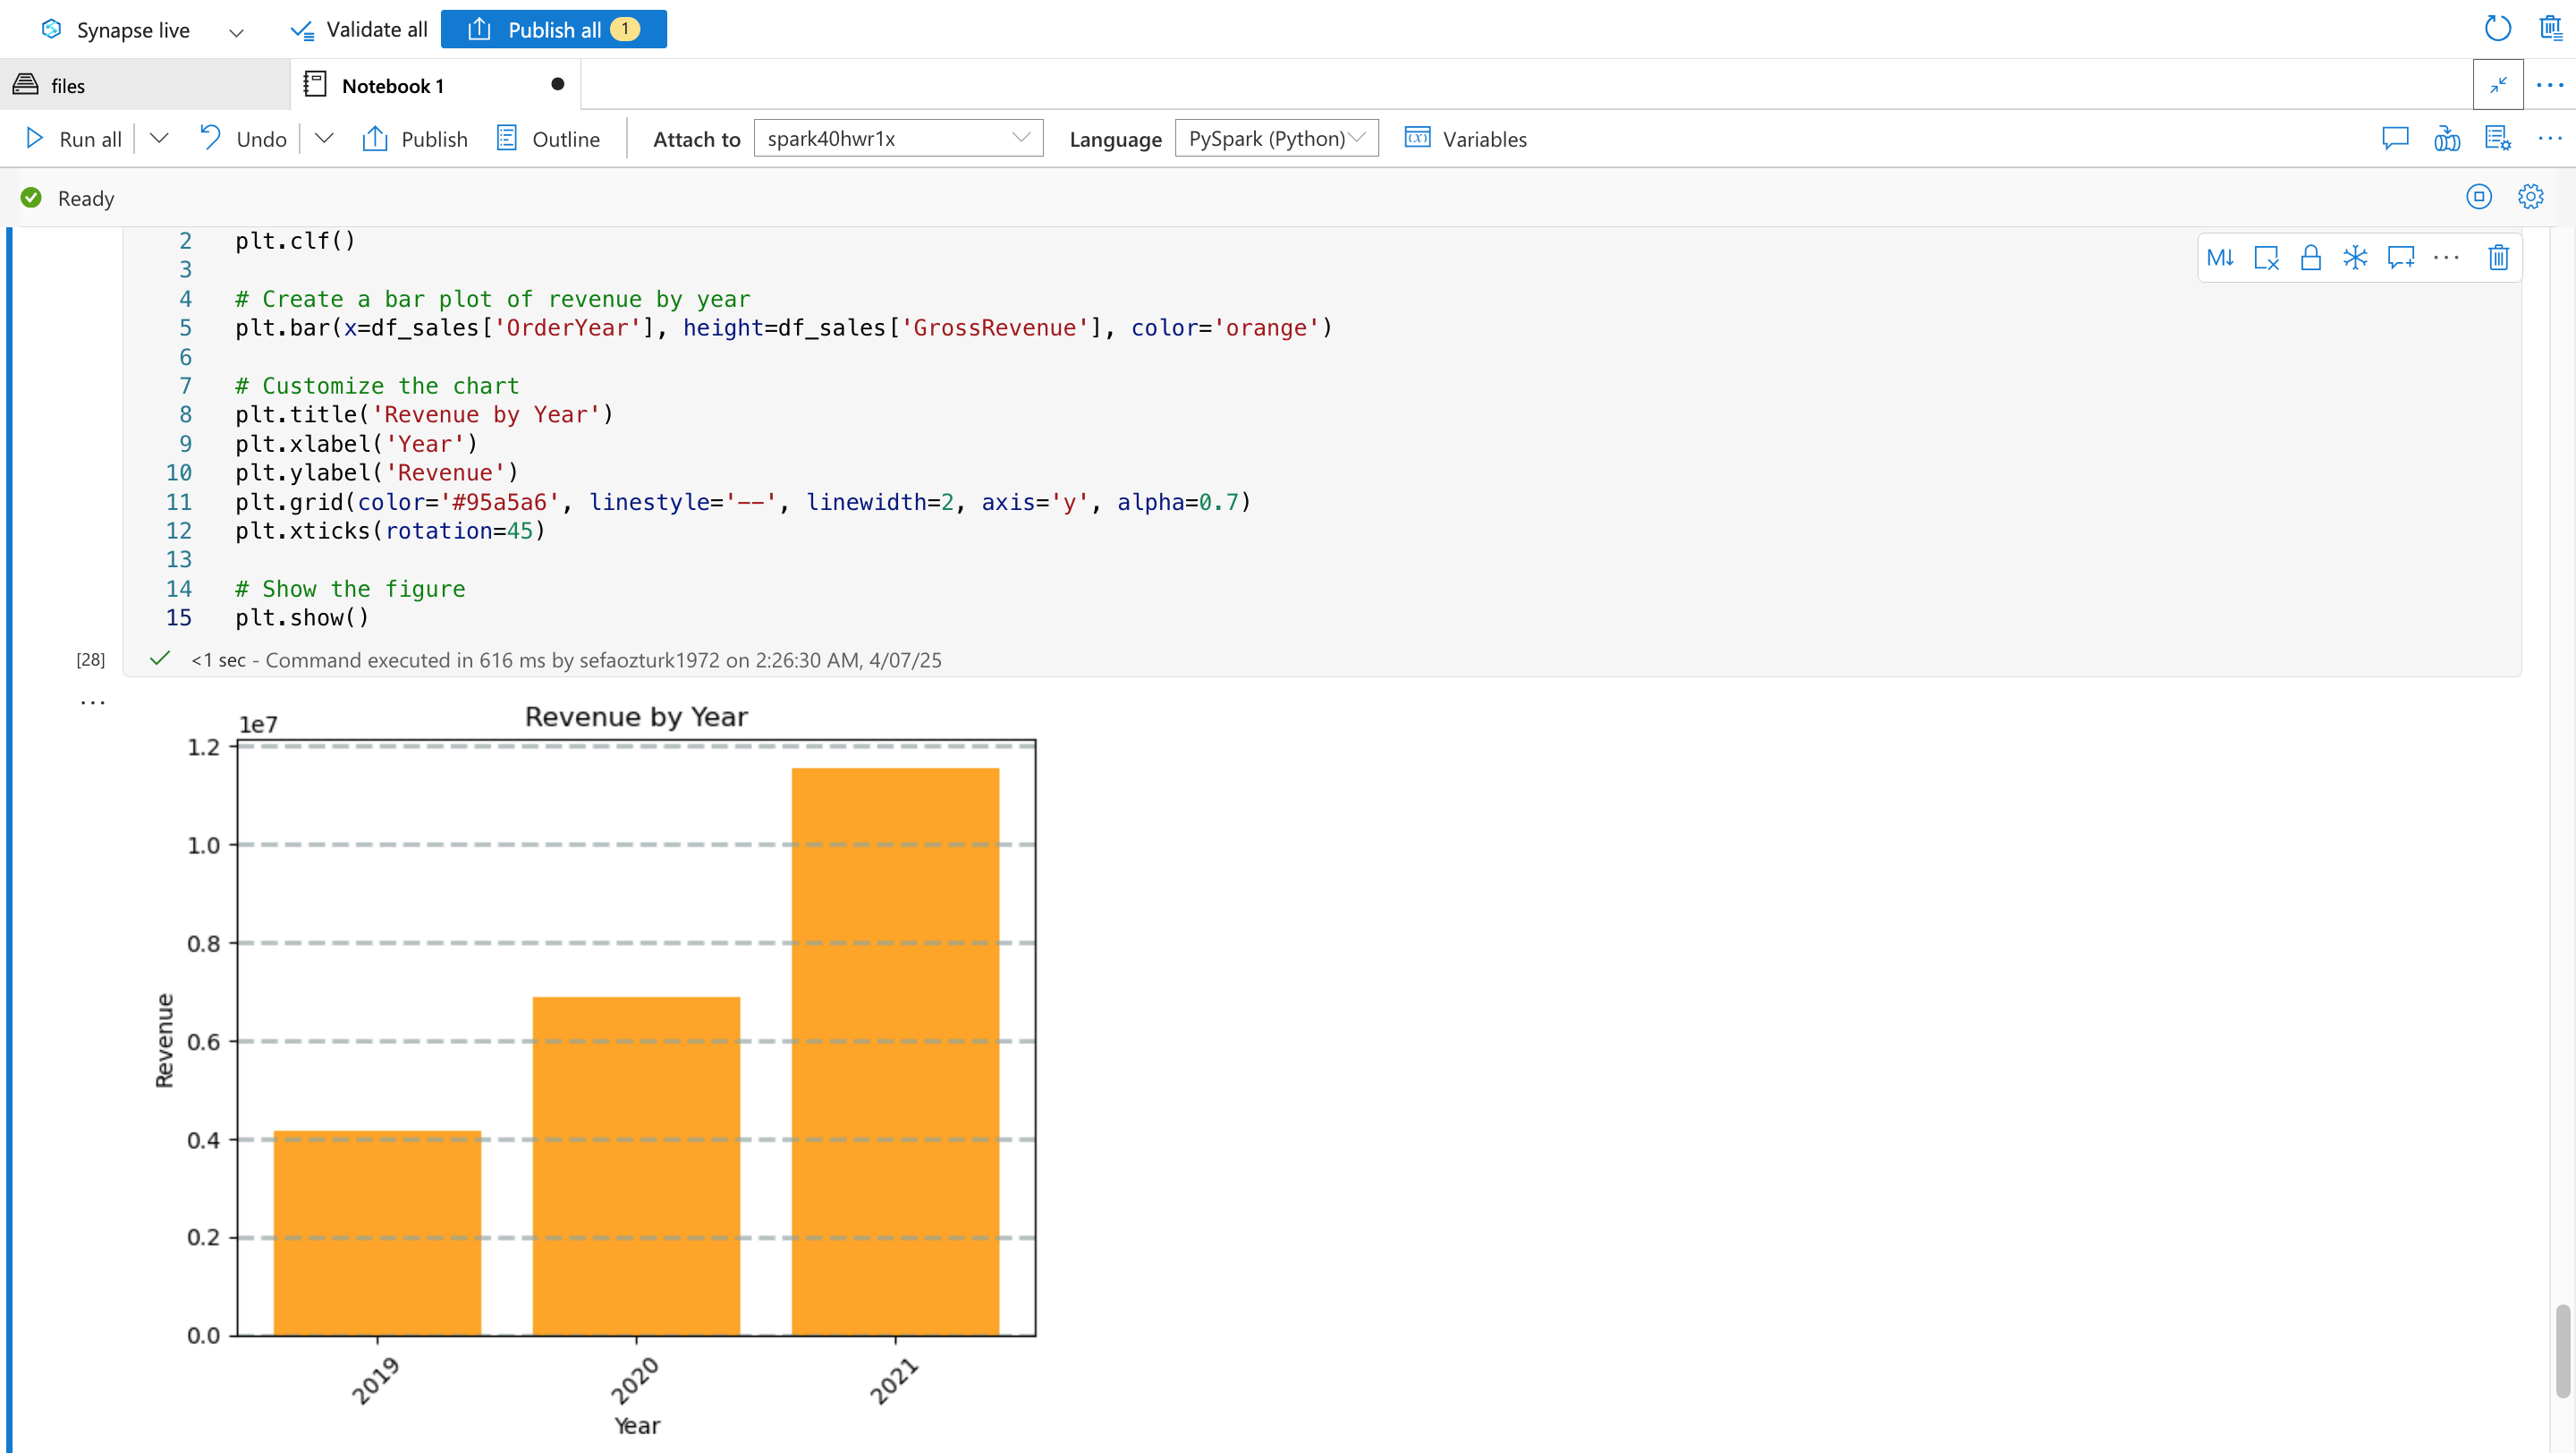 Synapse live
Validate all
Publish all 1
files
Notebook 1
Run all
Undo
Publish
Outline
Attach to
spark40hwr1x
Language
PySpark (Python)
Variables
Ready
2 plt.clf()
3
4 # Create a bar plot of revenue by year
5 plt.bar(x=df_sales['OrderYear'], height=df_sales['GrossRevenue'], color='orange')
6
7 # Customize the chart
8 plt.title('Revenue by Year')
9 plt.xlabel('Year')
10 plt.ylabel('Revenue')
11 plt.grid(color='#95a5a6', linestyle='--', linewidth=2, axis='y', alpha=0.7)
12 plt.xticks(rotation=45)
13
14 # Show the figure
15 plt.show()
M↓
[28]
<1 sec - Command executed in 616 ms by sefaozturk1972 on 2:26:30 AM, 4/07/25
Revenue by Year
1e7
1.2
1.0
0.8
0.6
0.4
0.2
0.0
Revenue
2019
2020
2021
Year